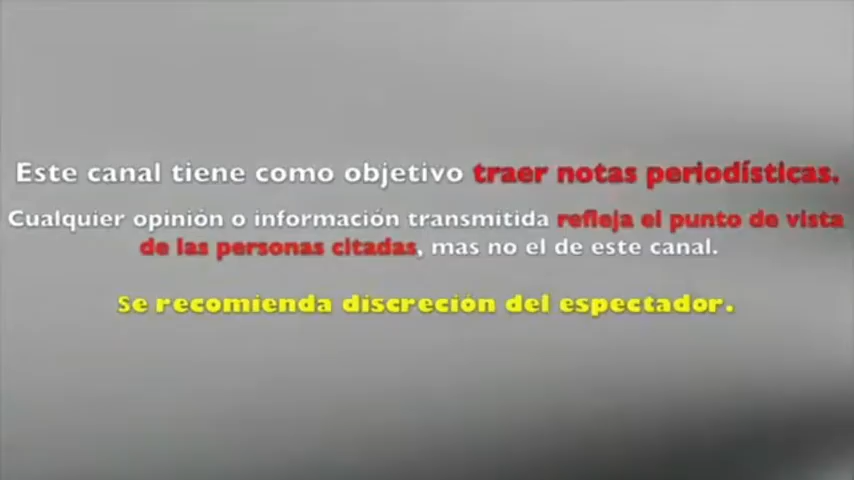 Este canal tiene como objetivo traer notas periodísticas.
Cualquier opinión o información transmitida refleja el punto de vista
de las personas citadas, mas no el de este canal.
Se recomienda discreción del espectador.